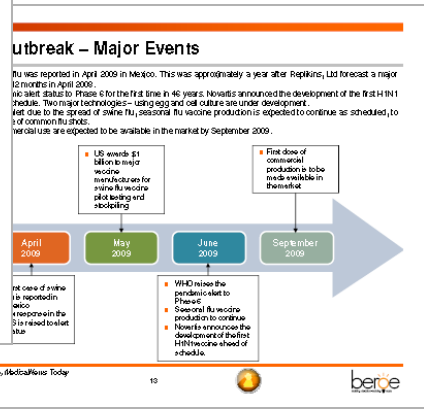 utbreak – Major Events
flu was reported in April 2009 in Mexico. This was approximately a year after Replikins, Ltd forecast a major
12 months in April 2008.
nic alert status to Phase 6 for the first time in 46 years. Novartis announced the development of the first H1N1
chedule. Two major technologies – using egg and cell culture are under development.
lert due to the spread of swine flu, seasonal flu vaccine production is expected to continue as scheduled, to
of common flu shots.
mercial use are expected to be available in the market by September 2009.
US awards $1
billion to major
vaccine
manufacturers for
swine flu vaccine
pilot testing and
stockpiling
First dose of
commercial
production is to be
made available in
the market
April
2009
May
2009
June
2009
September
2009
rst case of swine
is reported in
exico
response in the
S is raised to alert
atus
WHO raises the
pandemic alert to
Phase 6
Seasonal flu vaccine
production to continue
Novartis announces the
development of the first
H1N1 vaccine ahead of
schedule.
, Medical News Today
13
beroe